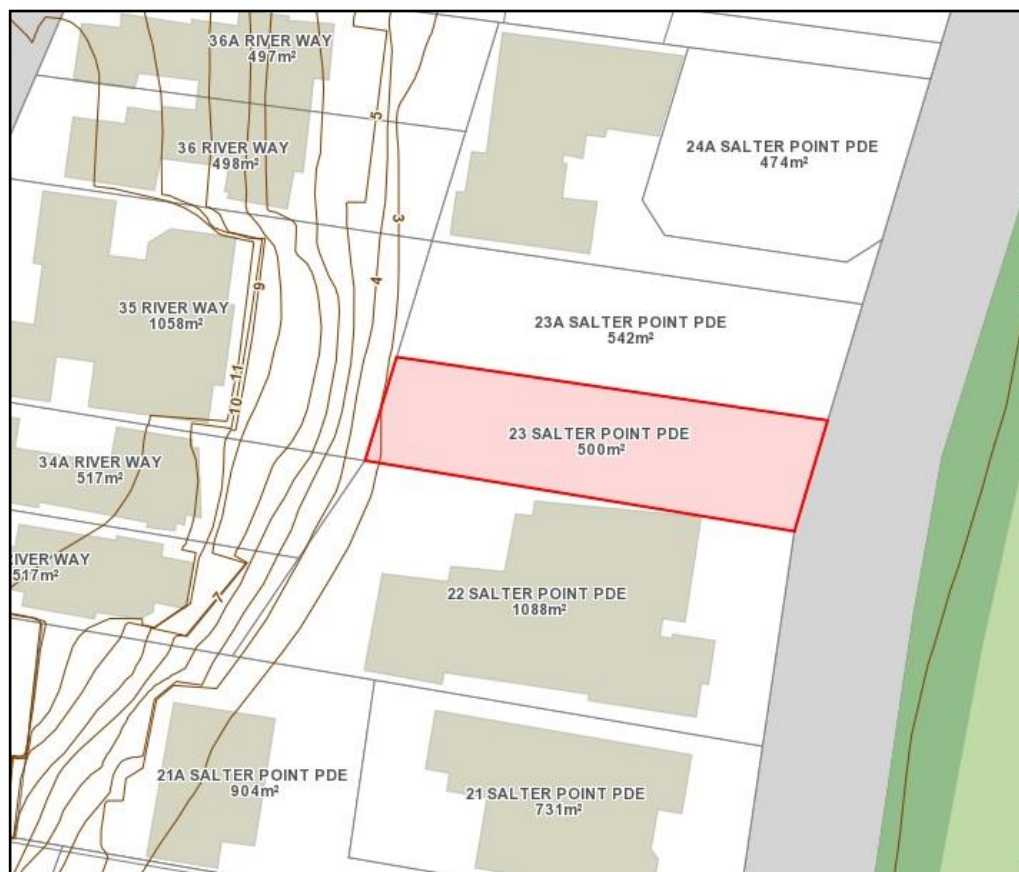 36A RIVER WAY
497m²
5
36 RIVER WAY
498m²
24A SALTER POINT PDE
474m²
3
9
4
35 RIVER WAY
1058m²
23A SALTER POINT PDE
542m²
11
10
23 SALTER POINT PDE
500m²
34A RIVER WAY
517m²
RIVER WAY
517m²
7
22 SALTER POINT PDE
1088m²
21A SALTER POINT PDE
904m²
21 SALTER POINT PDE
731m²